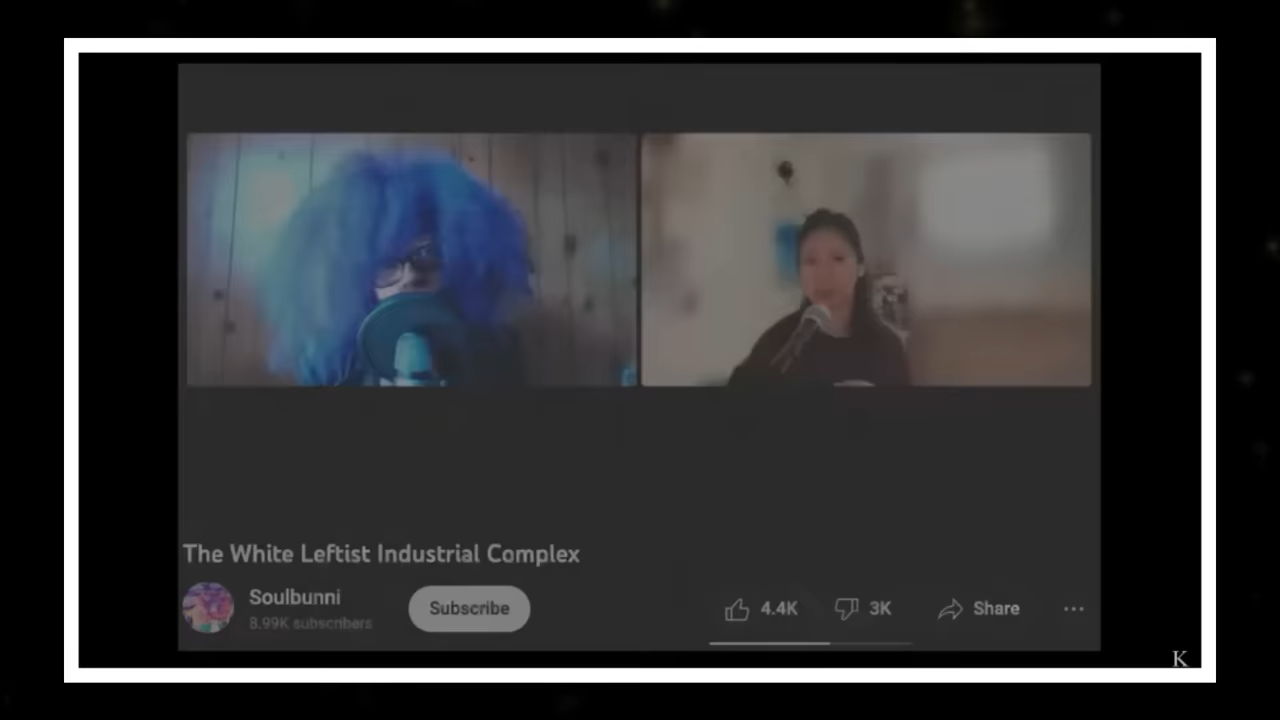 The White Leftist Industrial Complex
Soulbunni
8.99K subscribers
Subscribe
4.4K
3K
Share
K